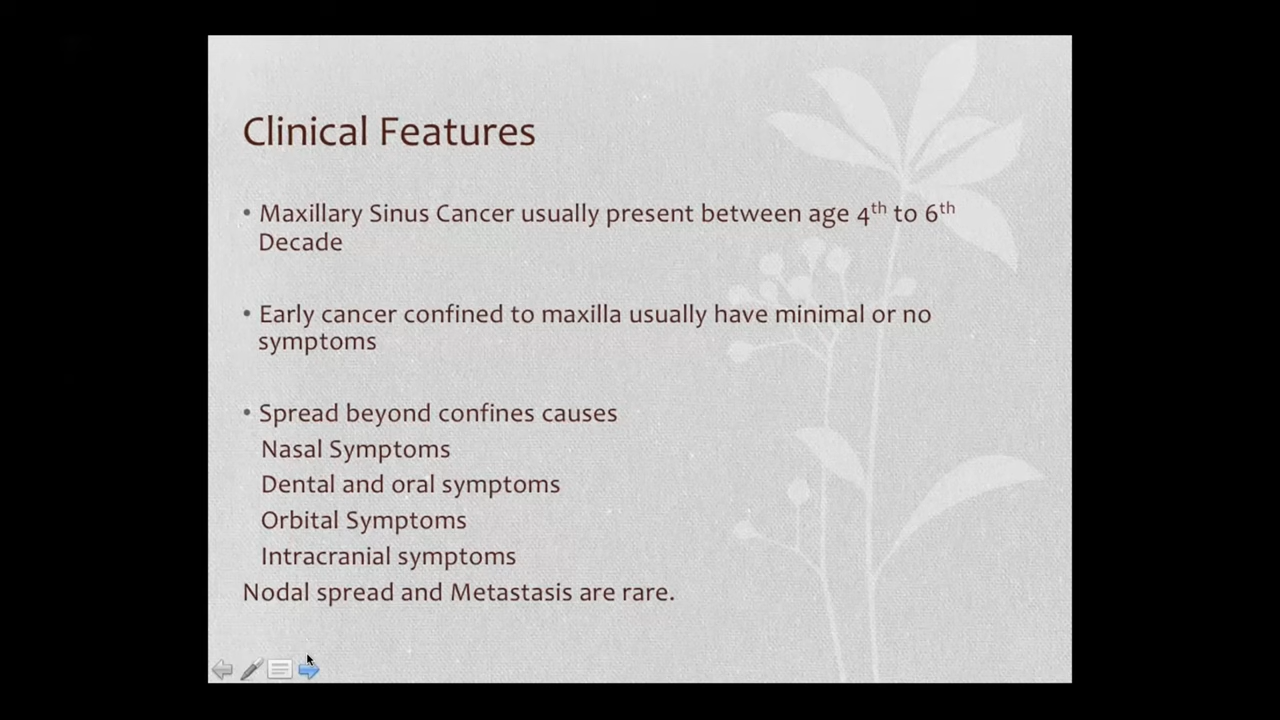 Clinical Features
• Maxillary Sinus Cancer usually present between age 4th to 6th
Decade
• Early cancer confined to maxilla usually have minimal or no
symptoms
• Spread beyond confines causes
Nasal Symptoms
Dental and oral symptoms
Orbital Symptoms
Intracranial symptoms
Nodal spread and Metastasis are rare.